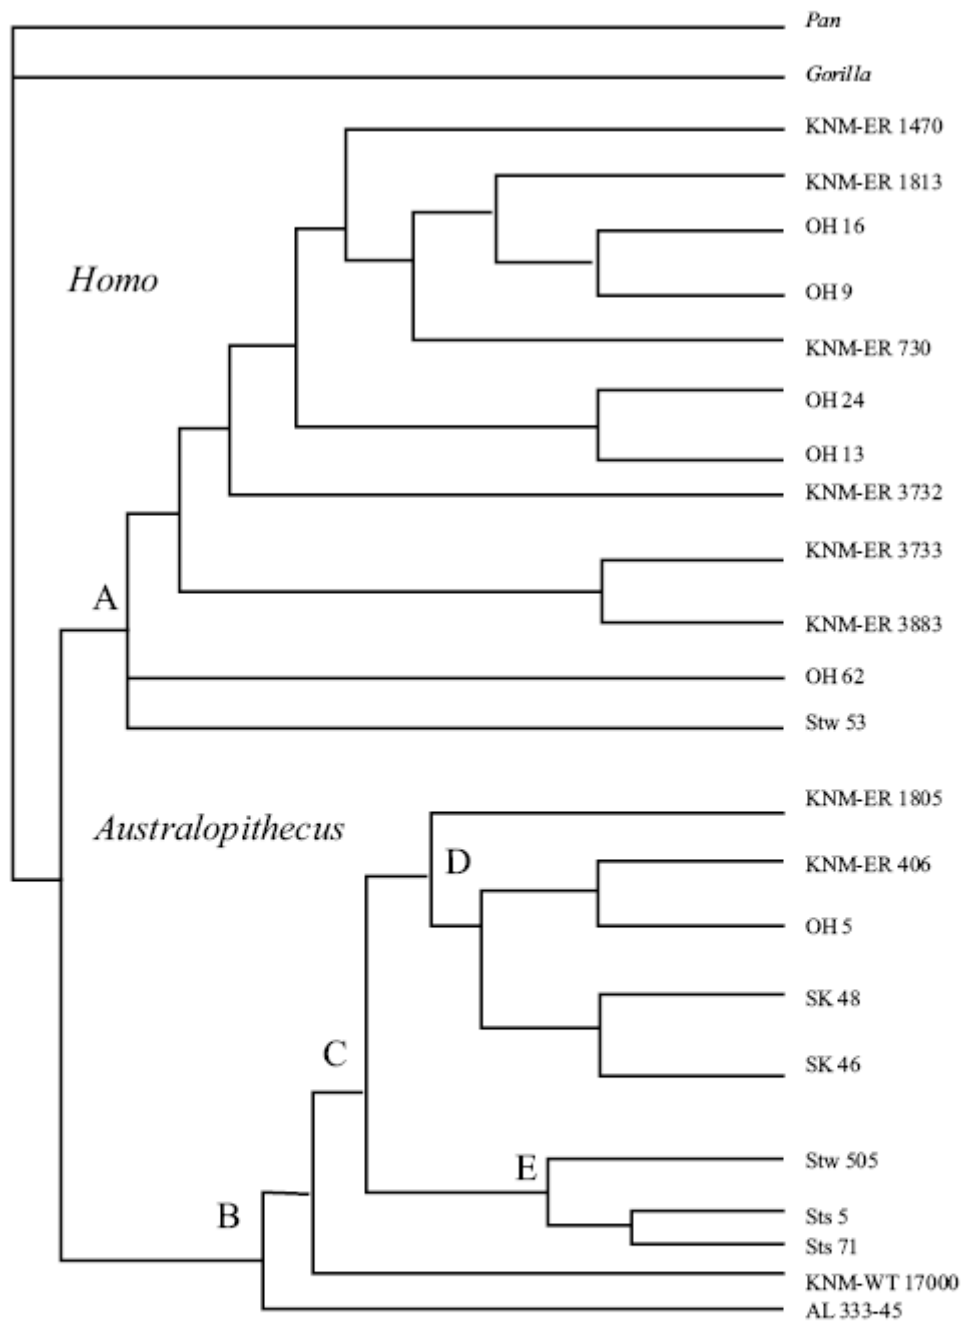 Pan
Gorilla
KNM-ER 1470
KNM-ER 1813
OH 16
Homo
OH 9
KNM-ER 730
OH 24
OH 13
KNM-ER 3732
KNM-ER 3733
A
KNM-ER 3883
OH 62
Stw 53
KNM-ER 1805
Australopithecus
D
KNM-ER 406
OH 5
SK 48
C
SK 46
E
Stw 505
B
Sts 5
Sts 71
KNM-WT 17000
AL 333-45